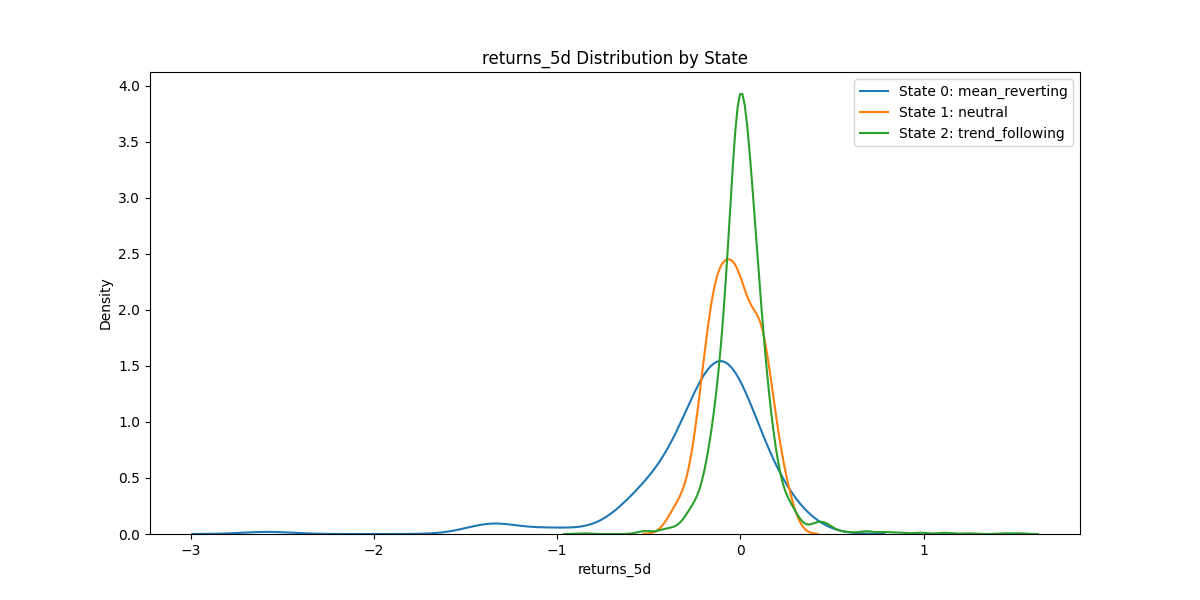 returns_5d Distribution by State
State 0: mean_reverting
State 1: neutral
State 2: trend_following
Density
4.0
3.5
3.0
2.5
2.0
1.5
1.0
0.5
0.0
−3
−2
−1
0
1
returns_5d